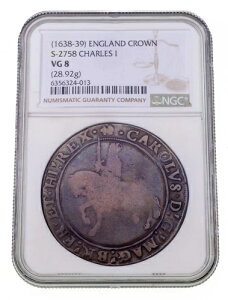 (1638-39) ENGLAND CROWN
S-2758 CHARLES I
VG 8
(28.92g)
6356324-013
NUMISMATIC GUARANTY COMPANY
NGC
CAROLVS D G MAG BR FR ET HI REX